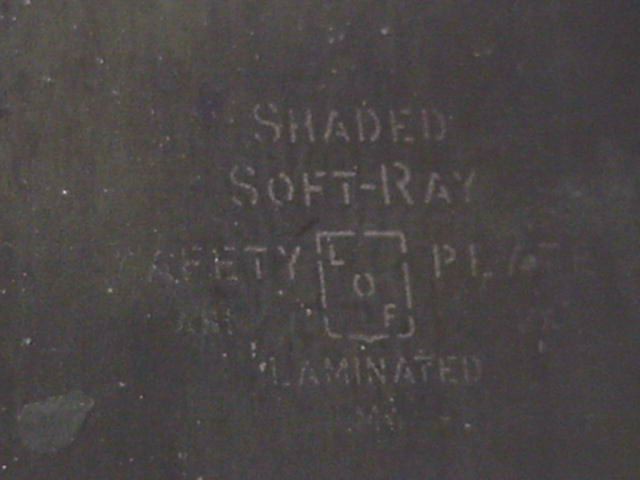 SHADED
SOFT-RAY
SAFETY L O F PLATE
LAMINATED